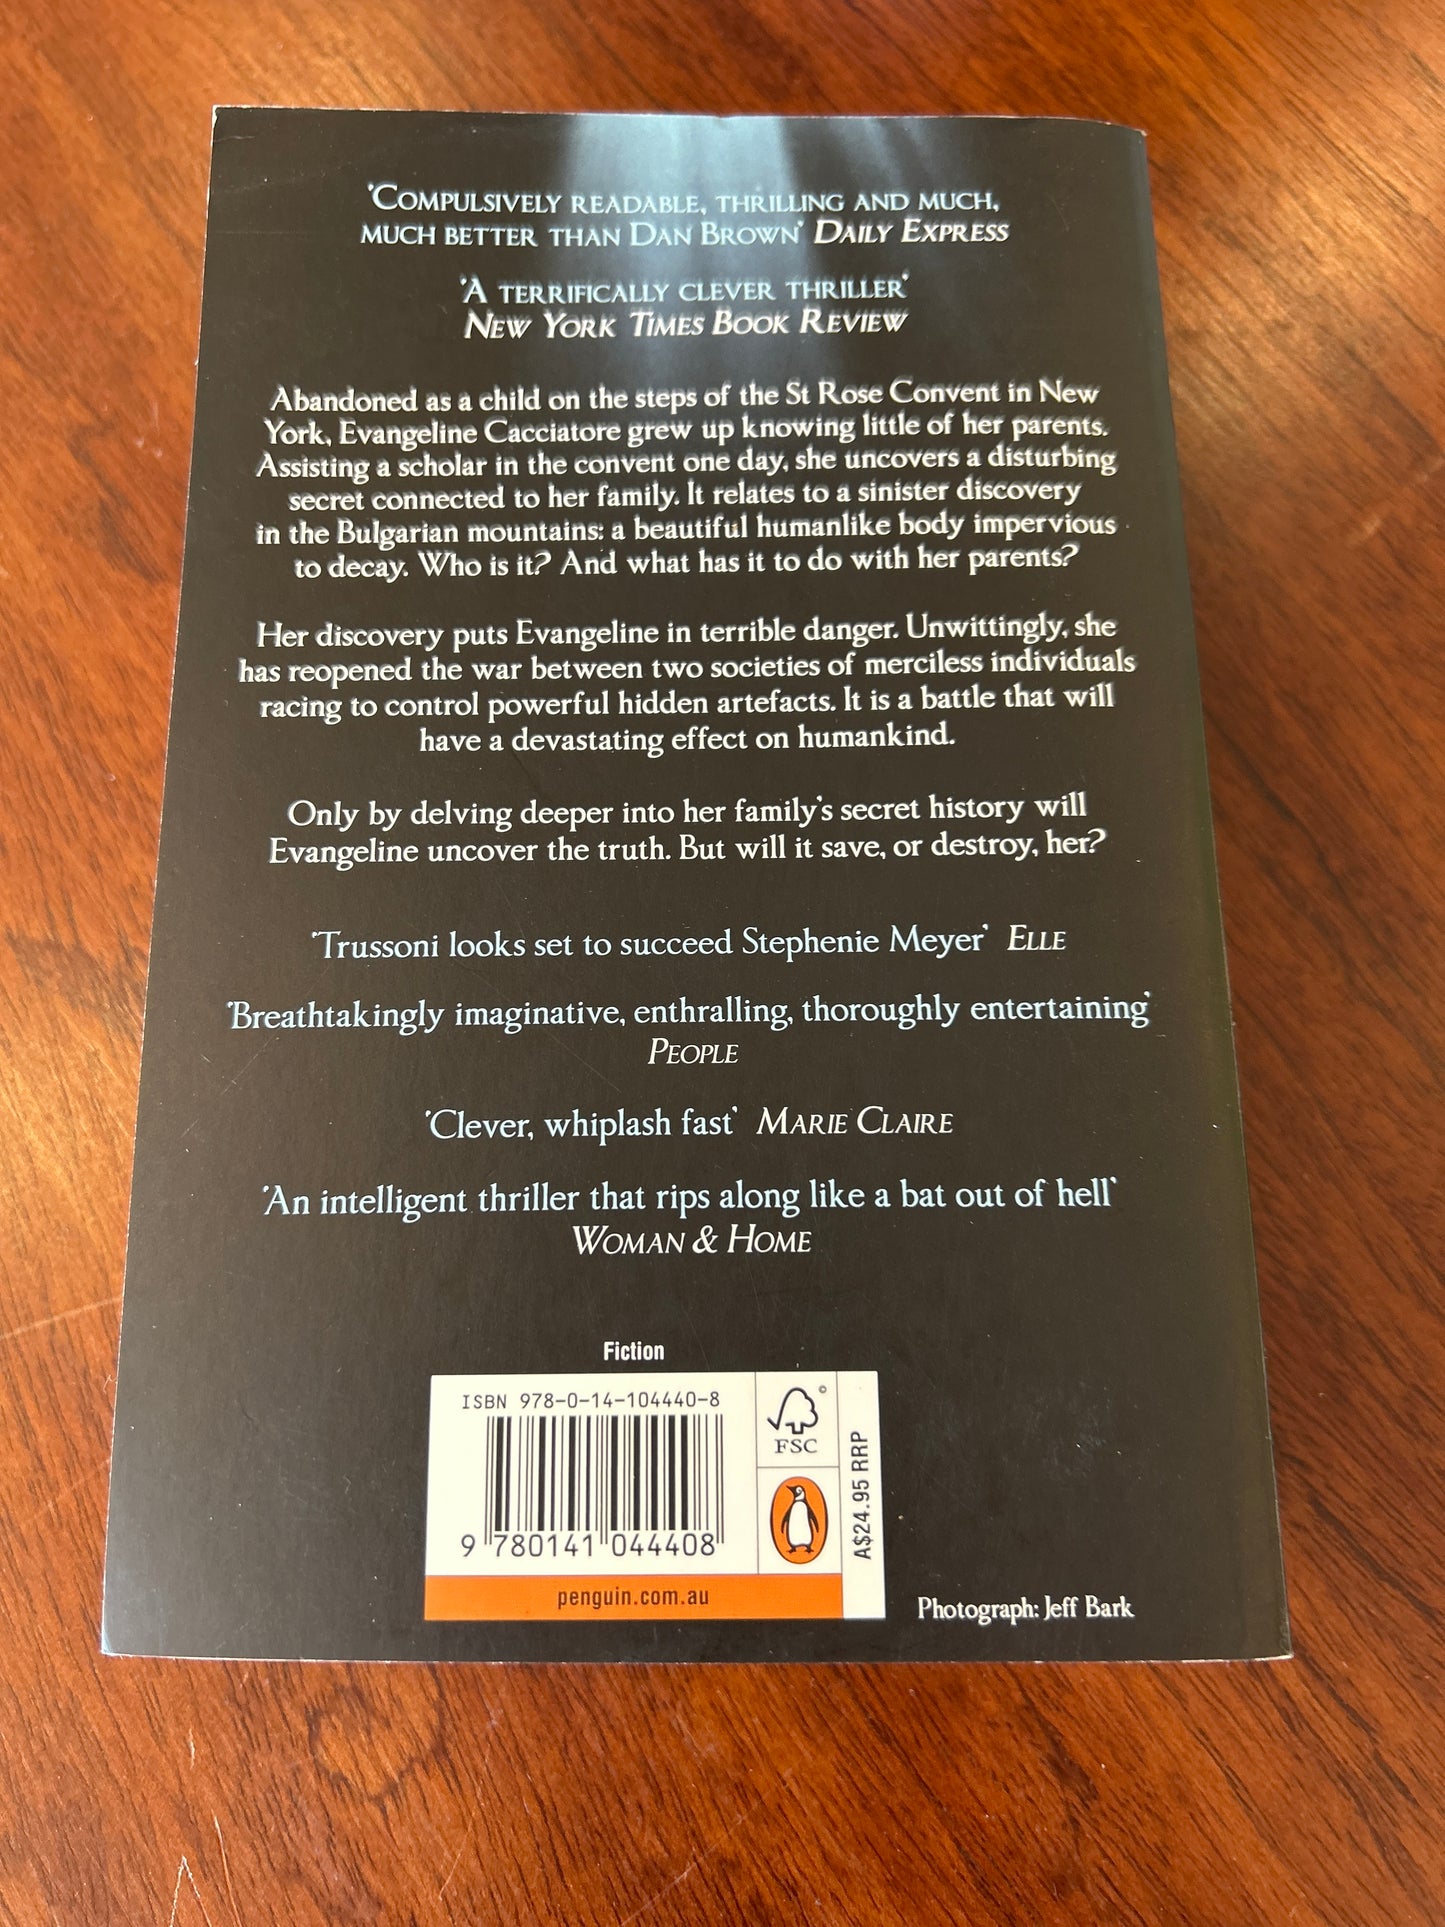 'COMPULSIVELY READABLE, THRILLING AND MUCH,
MUCH BETTER THAN DAN BROWN' DAILY EXPRESS
'A TERRIFICALLY CLEVER THRILLER'
NEW YORK TIMES BOOK REVIEW
Abandoned as a child on the steps of the St Rose Convent in New
York, Evangeline Cacciatore grew up knowing little of her parents.
Assisting a scholar in the convent one day, she uncovers a disturbing
secret connected to her family. It relates to a sinister discovery
in the Bulgarian mountains: a beautiful humanlike body impervious
to decay. Who is it? And what has it to do with her parents?
Her discovery puts Evangeline in terrible danger. Unwittingly, she
has reopened the war between two societies of merciless individuals
racing to control powerful hidden artefacts. It is a battle that will
have a devastating effect on humankind.
Only by delving deeper into her family's secret history will
Evangeline uncover the truth. But will it save, or destroy, her?
'Trussoni looks set to succeed Stephenie Meyer' ELLE
'Breathtakingly imaginative, enthralling, thoroughly entertaining'
PEOPLE
'Clever, whiplash fast' MARIE CLAIRE
'An intelligent thriller that rips along like a bat out of hell'
WOMAN & HOME
Fiction
ISBN 978-0-14-104440-8
9 780141 044408
©
FSC
A$24.95 RRP
penguin.com.au
Photograph: Jeff Bark